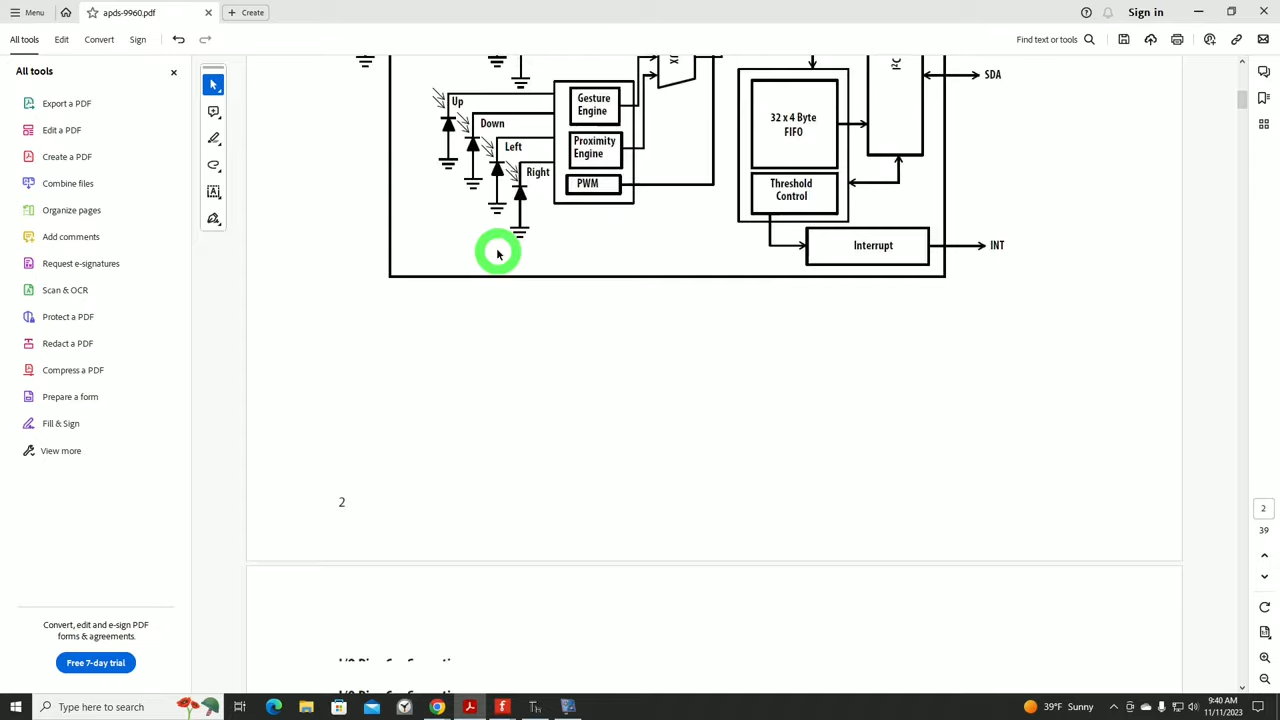 Menu
apds-9960.pdf
Create
Sign in
All tools
Edit
Convert
Sign
Find text or tools
All tools
Export a PDF
Edit a PDF
Create a PDF
Combine files
Organize pages
Add comments
Request e-signatures
Scan & OCR
Protect a PDF
Redact a PDF
Compress a PDF
Prepare a form
Fill & Sign
View more
Convert, edit and e-sign PDF
forms & agreements.
Free 7-day trial
Up
Down
Left
Right
Gesture
Engine
Proximity
Engine
PWM
32 x 4 Byte
FIFO
Threshold
Control
I²C
SDA
Interrupt
INT
2
2
39
Type here to search
39°F Sunny
9:40 AM
11/11/2023